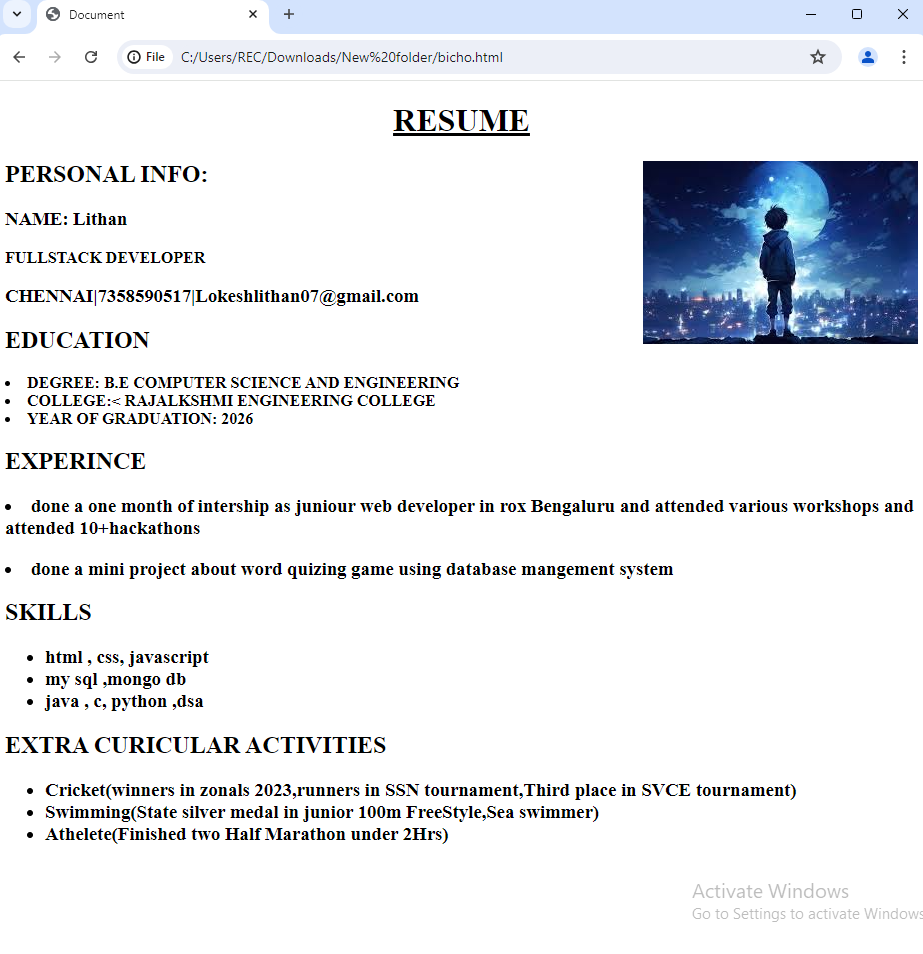 Document
File
C:/Users/REC/Downloads/New%20folder/bicho.html
RESUME
PERSONAL INFO:
NAME: Lithan
FULLSTACK DEVELOPER
CHENNAI|7358590517|Lokeshlithan07@gmail.com
EDUCATION
• DEGREE: B.E COMPUTER SCIENCE AND ENGINEERING
• COLLEGE:< RAJALKSHMI ENGINEERING COLLEGE
• YEAR OF GRADUATION: 2026
EXPERINCE
• done a one month of intership as juniour web developer in rox Bengaluru and attended various workshops and
attended 10+hackathons
• done a mini project about word quizing game using database mangement system
SKILLS
• html , css, javascript
• my sql ,mongo db
• java , c, python ,dsa
EXTRA CURICULAR ACTIVITIES
• Cricket(winners in zonals 2023,runners in SSN tournament,Third place in SVCE tournament)
• Swimming(State silver medal in junior 100m FreeStyle,Sea swimmer)
• Athelete(Finished two Half Marathon under 2Hrs)
Activate Windows
Go to Settings to activate Windows